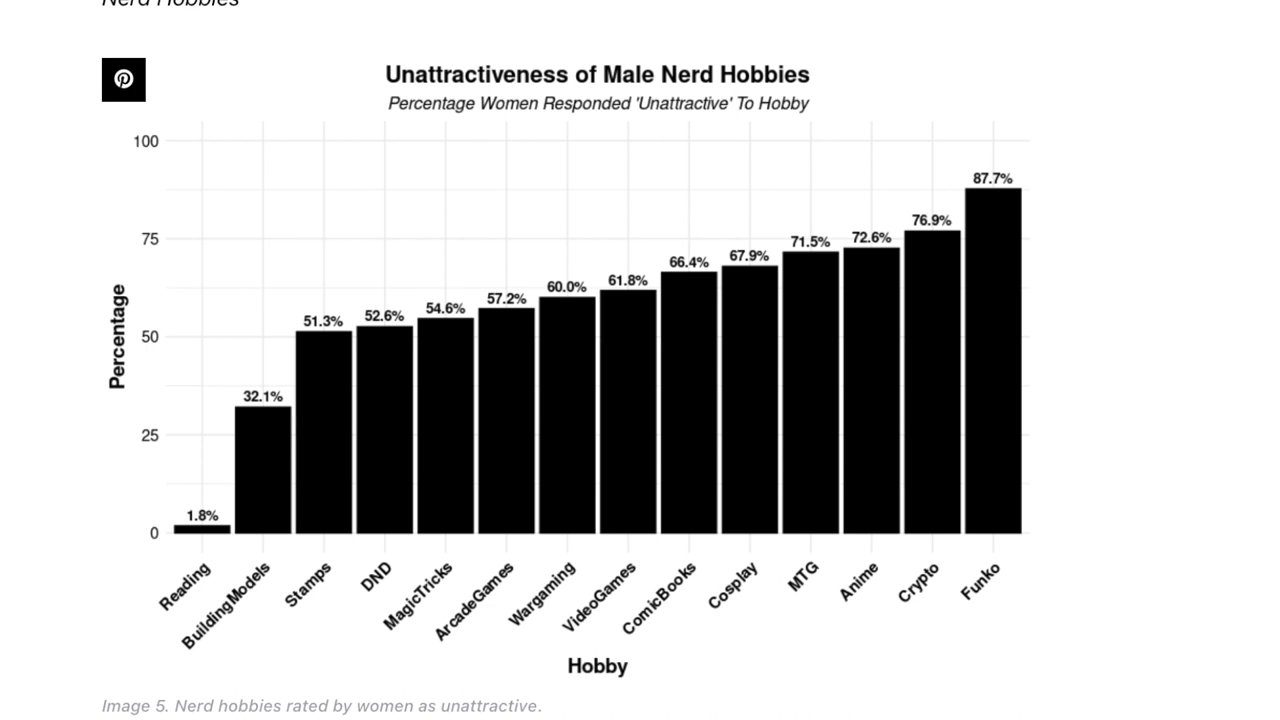 Nerd Hobbies
Unattractiveness of Male Nerd Hobbies
Percentage Women Responded 'Unattractive' To Hobby
100
75
50
25
0
Percentage
1.8%
32.1%
51.3%
52.6%
54.6%
57.2%
60.0%
61.8%
66.4%
67.9%
71.5%
72.6%
76.9%
87.7%
Reading
BuildingModels
Stamps
DND
MagicTricks
ArcadeGames
Wargaming
VideoGames
ComicBooks
Cosplay
MTG
Anime
Crypto
Funko
Hobby
Image 5. Nerd hobbies rated by women as unattractive.